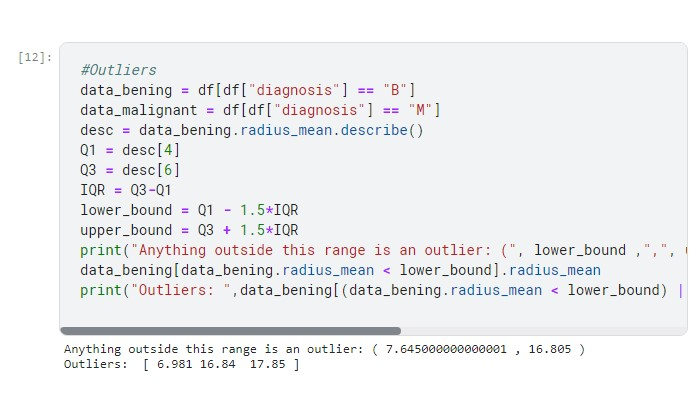 [12]:
#Outliers
data_bening = df[df["diagnosis"] == "B"]
data_malignant = df[df["diagnosis"] == "M"]
desc = data_bening.radius_mean.describe()
Q1 = desc[4]
Q3 = desc[6]
IQR = Q3-Q1
lower_bound = Q1 - 1.5*IQR
upper_bound = Q3 + 1.5*IQR
print("Anything outside this range is an outlier: (", lower_bound ,",",
data_bening[data_bening.radius_mean < lower_bound].radius_mean
print("Outliers: ",data_bening[(data_bening.radius_mean < lower_bound) |
Anything outside this range is an outlier: ( 7.645000000000001 , 16.805 )
Outliers:  [ 6.981 16.84  17.85 ]